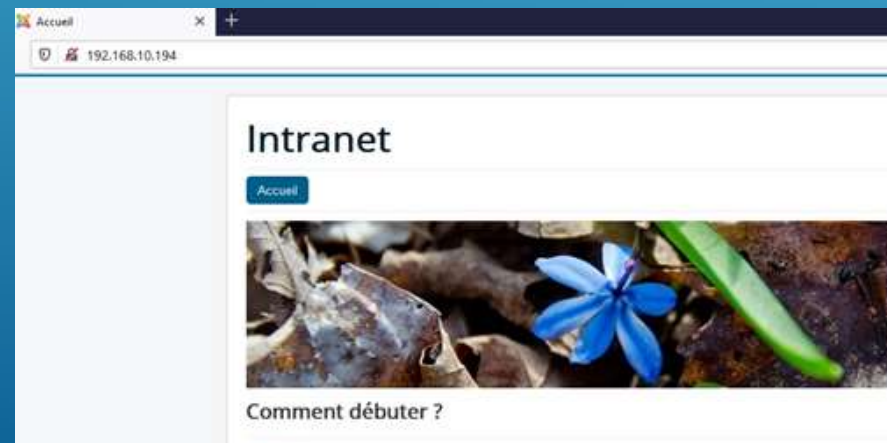 Accueil
192.168.10.194
Intranet
Accueil
Comment débuter ?